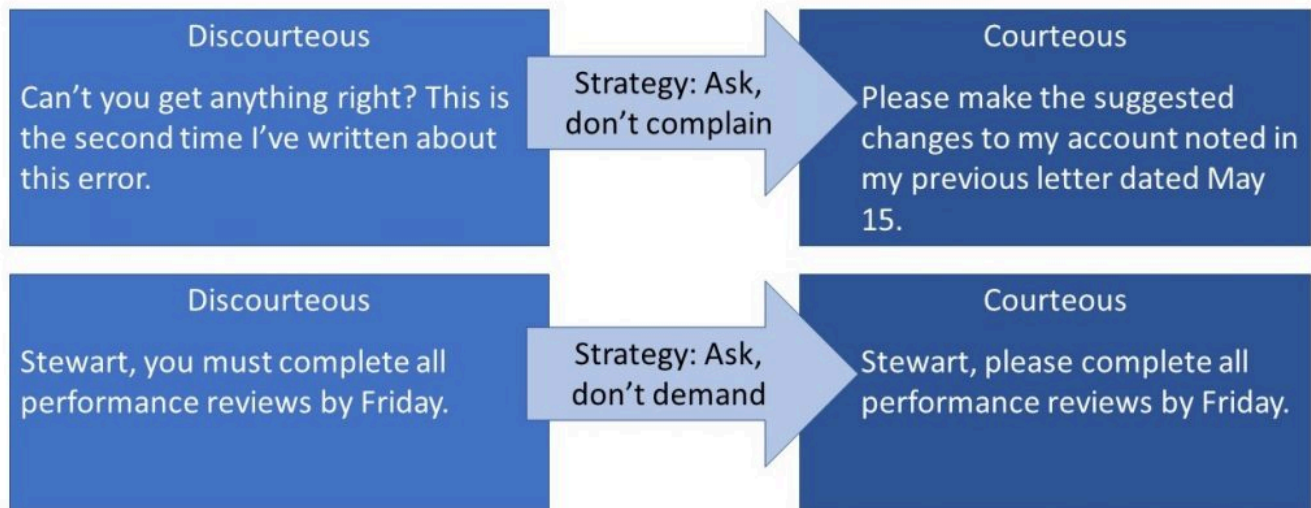 Discourteous
Can’t you get anything right? This is
the second time I’ve written about
this error.
Strategy: Ask,
don’t complain
Courteous
Please make the suggested
changes to my account noted in
my previous letter dated May
15.
Discourteous
Stewart, you must complete all
performance reviews by Friday.
Strategy: Ask,
don’t demand
Courteous
Stewart, please complete all
performance reviews by Friday.